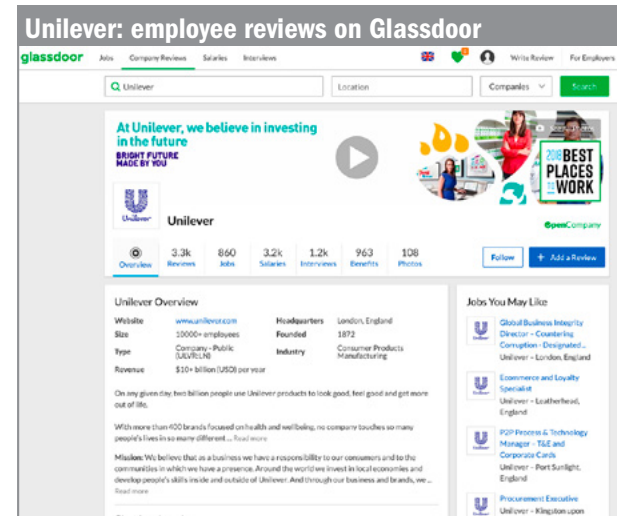 Unilever: employee reviews on Glassdoor
glassdoor Jobs Company Reviews Salaries Interviews Write Review For Employers
Unilever Location Companies Search
At Unilever, we believe in investing
in the future
BRIGHT FUTURE
MADE BY YOU
2018 BEST
PLACES
TO WORK
Unilever
Unilever
OpenCompany
Overview
3.3k Reviews
860 Jobs
3.2k Salaries
1.2k Interviews
963 Benefits
108 Photos
Follow + Add a Review
Unilever Overview
Website www.unilever.com Headquarters London, England
Size 10000+ employees Founded 1872
Type Company - Public (ULVR:LN) Industry Consumer Products Manufacturing
Revenue $10+ billion (USD) per year
On any given day, two billion people use Unilever products to look good, feel good and get more
out of life.
With more than 400 brands focused on health and wellbeing, no company touches so many
people's lives in so many different ... Read more
Mission: We believe that as a business we have a responsibility to our consumers and to the
communities in which we have a presence. Around the world we invest in local economies and
develop people's skills inside and outside of Unilever. And through our business and brands, we ...
Read more
Jobs You May Like
Unilever
Global Business Integrity
Director - Countering
Corruption - Designated...
Unilever – London, England
Unilever
Ecommerce and Loyalty
Specialist
Unilever – Leatherhead,
England
Unilever
P2P Process & Technology
Manager - T&E and
Corporate Cards
Unilever – Port Sunlight,
England
Unilever
Procurement Executive
Unilever – Kingston upon